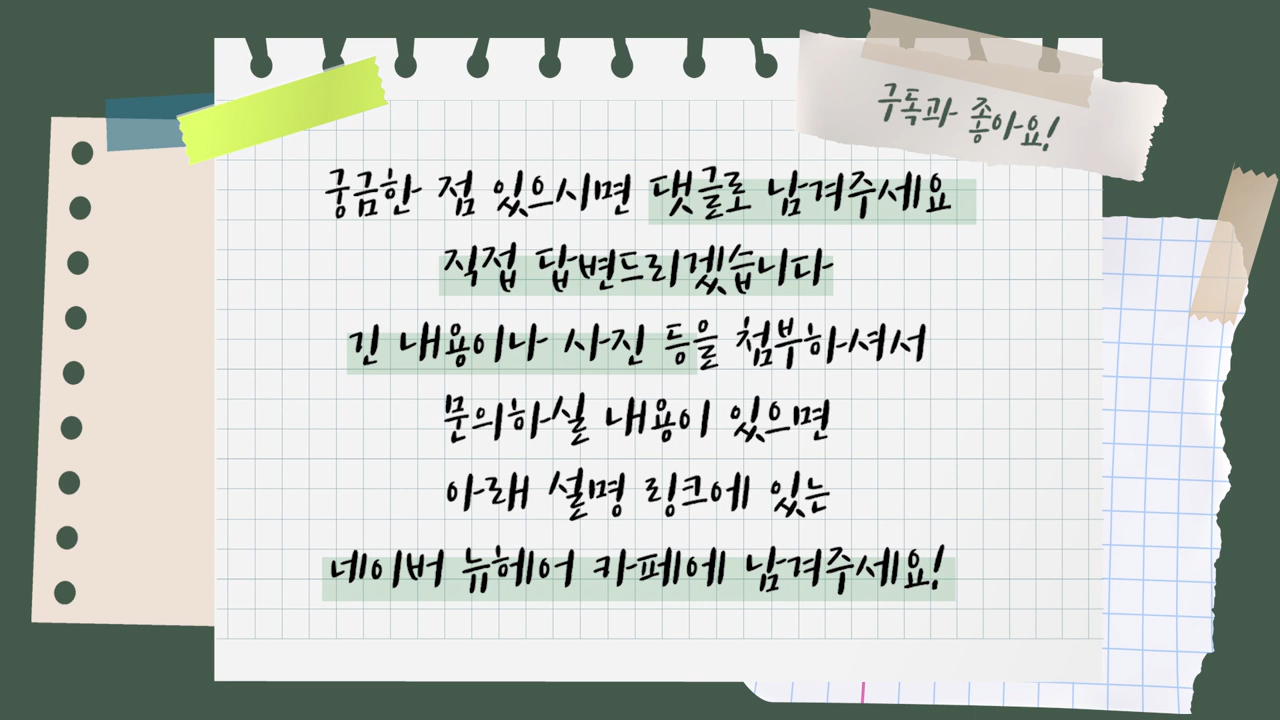 구독과 좋아요!
궁금한 점 있으시면 댓글로 남겨주세요
직접 답변드리겠습니다
긴 내용이나 사진 등을 첨부하셔서
문의하실 내용이 있으면
아래 설명 링크에 있는
네이버 뉴헤어 카페에 남겨주세요!